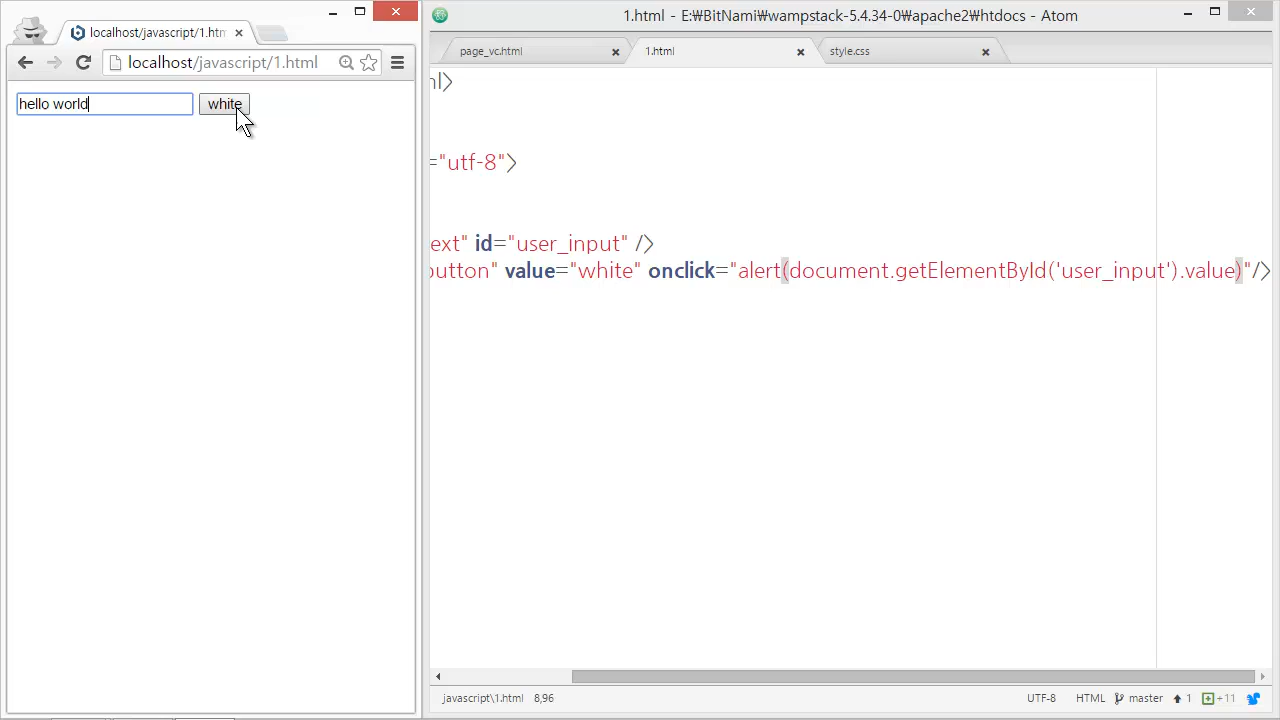 localhost/javascript/1.htm
localhost/javascript/1.html
hello world
white
1.html - E:₩BitNami₩wampstack-5.4.34-0₩apache2₩htdocs - Atom
page_vc.html
1.html
style.css
nl>
="utf-8">
ext" id="user_input" />
button" value="white" onclick="alert(document.getElementById('user_input').value)"/>
javascript\1.html 8,96
UTF-8 HTML master 1 +11